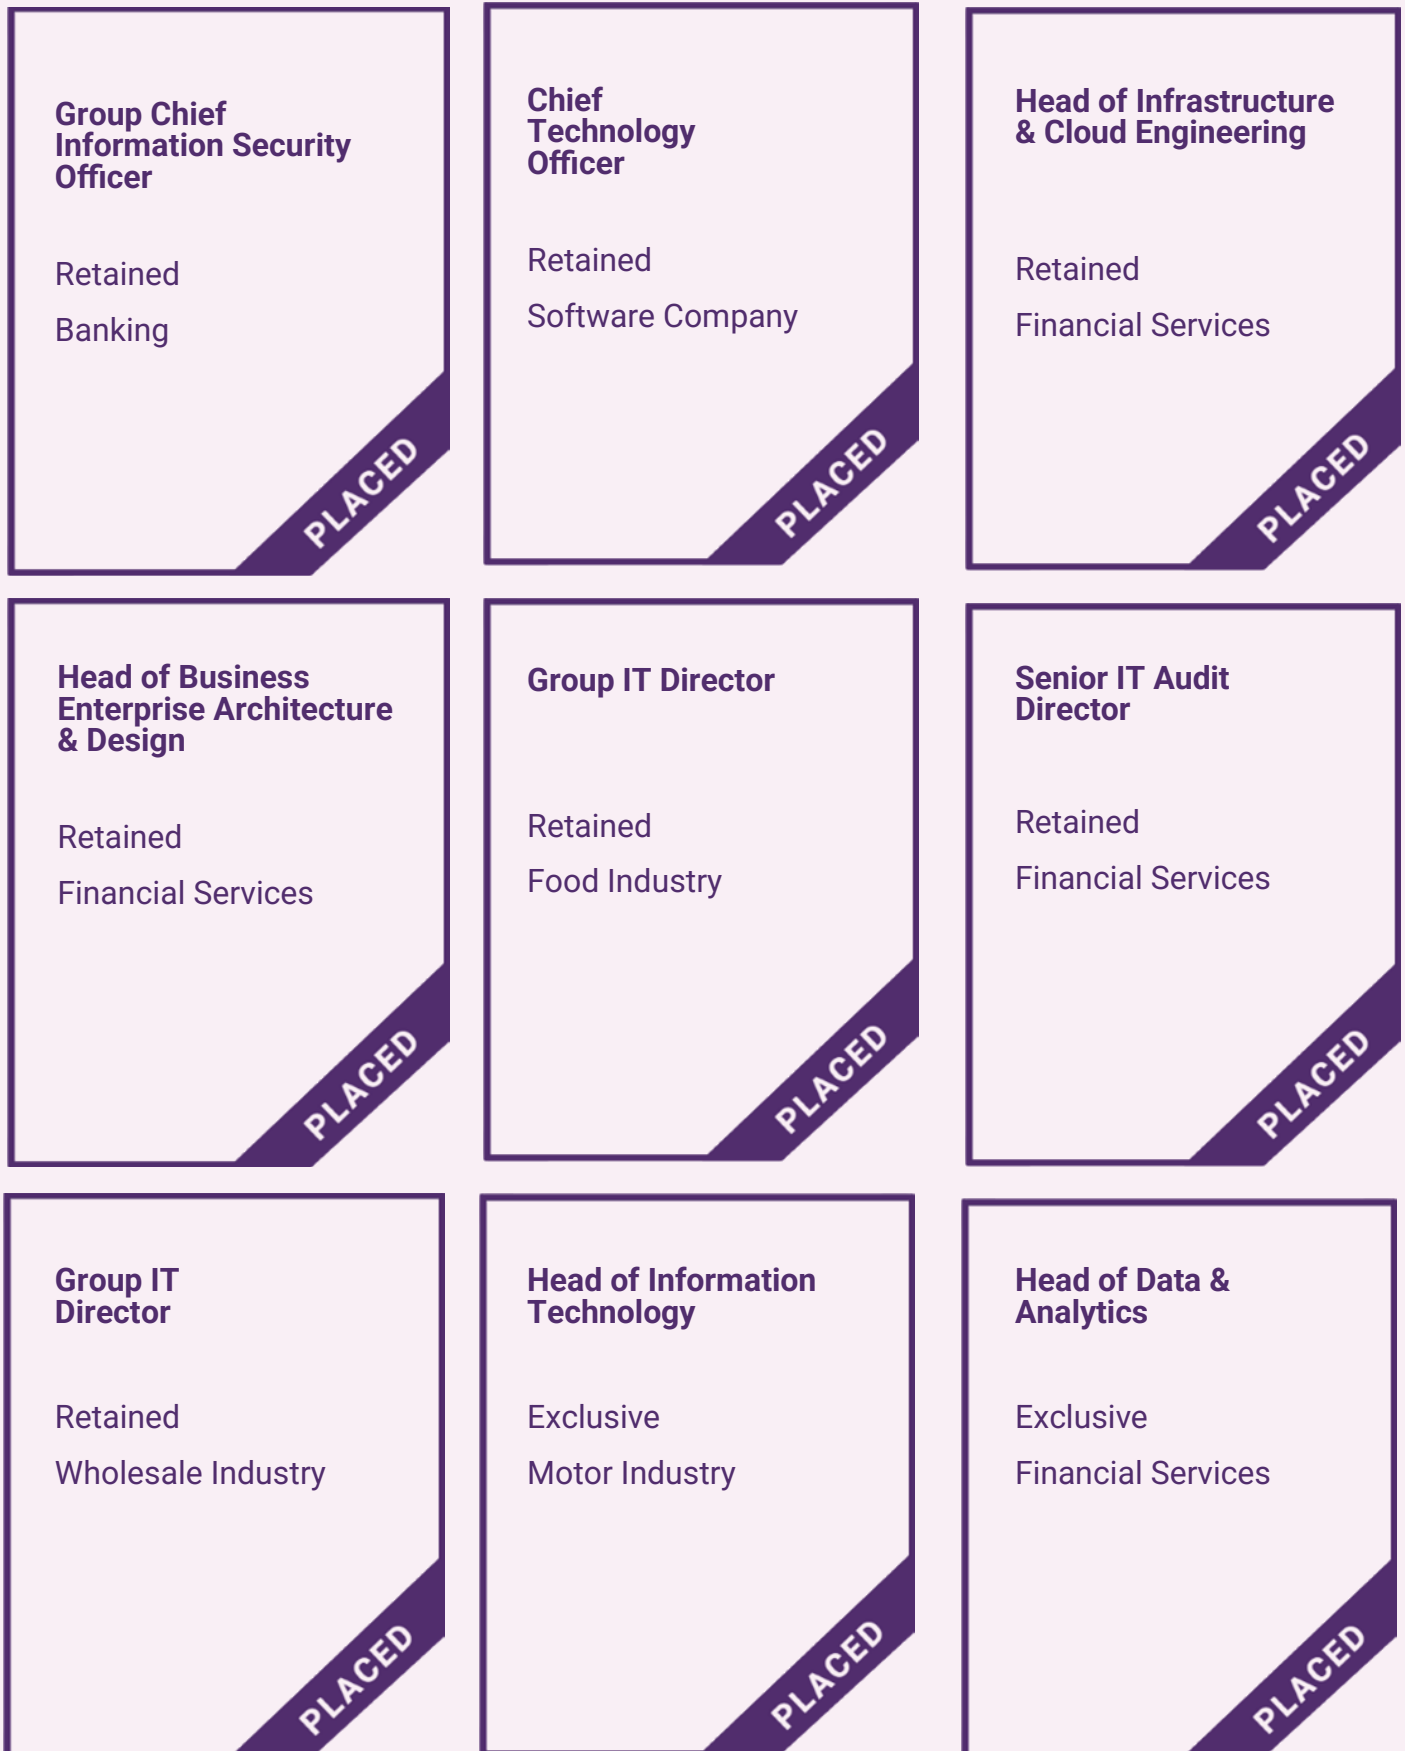 Group Chief
Information Security
Officer
Retained
Banking
PLACED
Chief
Technology
Officer
Retained
Software Company
PLACED
Head of Infrastructure
& Cloud Engineering
Retained
Financial Services
PLACED
Head of Business
Enterprise Architecture
& Design
Retained
Financial Services
PLACED
Group IT Director
Retained
Food Industry
PLACED
Senior IT Audit
Director
Retained
Financial Services
PLACED
Group IT
Director
Retained
Wholesale Industry
PLACED
Head of Information
Technology
Exclusive
Motor Industry
PLACED
Head of Data &
Analytics
Exclusive
Financial Services
PLACED